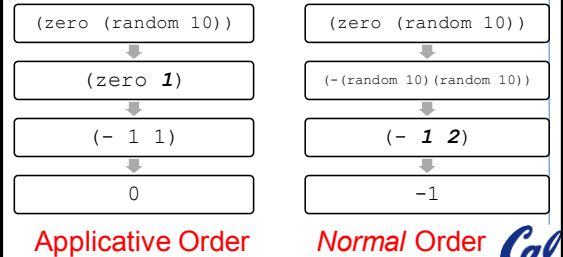 (zero (random 10))
(zero 1)
(- 1 1)
0
Applicative Order
(zero (random 10))
(-(random 10)(random 10))
(- 1 2)
-1
Normal Order
Cal